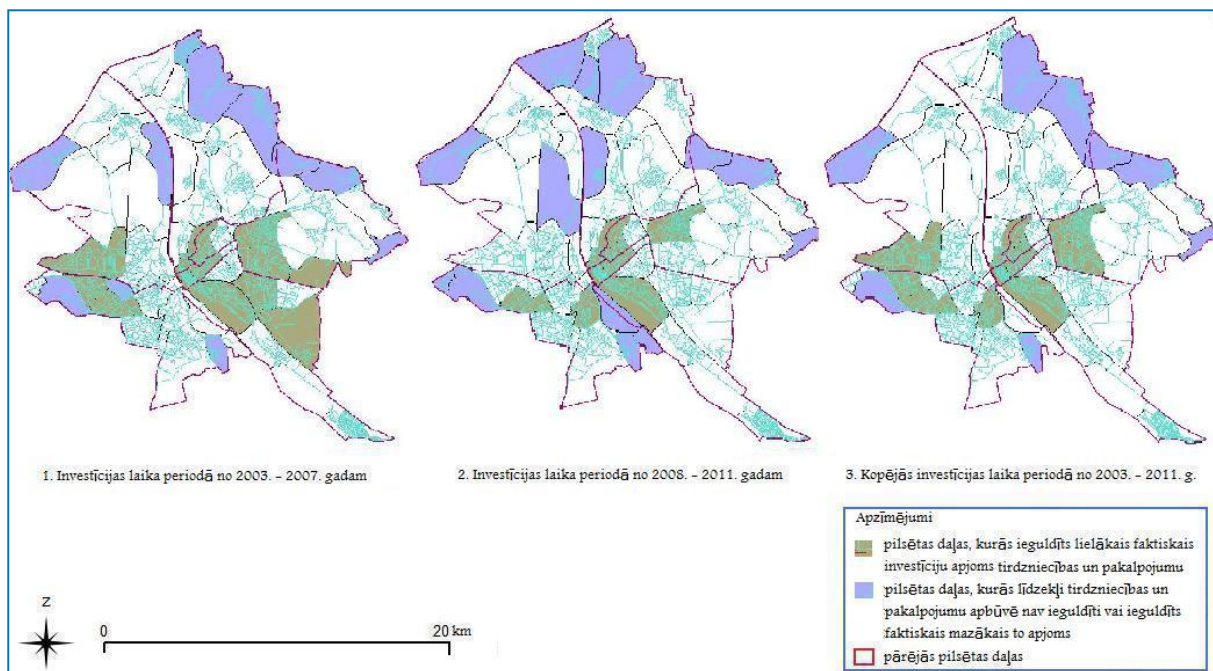 1. Investīcijas laika periodā no 2003. - 2007. gadam
2. Investīcijas laika periodā no 2008. - 2011. gadam
3. Kopējās investīcijas laika periodā no 2003. - 2011. g.
Apzīmējumi
pilsētas daļas, kurās ieguldīts lielākais faktiskais
investīciju apjoms tirdzniecības un pakalpojumu
pilsētas daļas, kurās līdzekļi tirdzniecības un
pakalpojumu apbūvē nav ieguldīti vai ieguldīts
faktiskais mazākais to apjoms
pārējās pilsētas daļas
Z
0 20 km